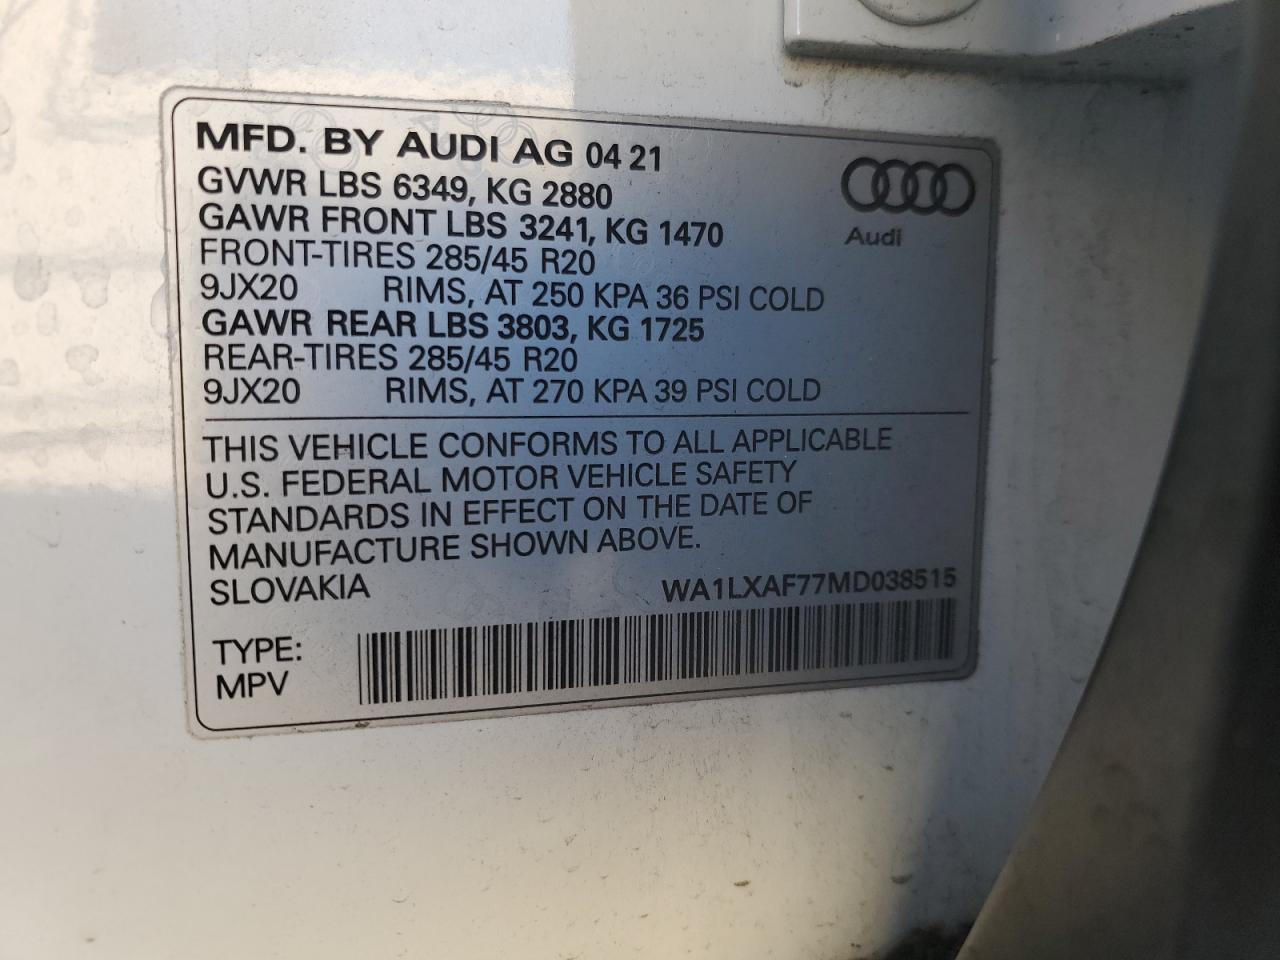 MFD. BY AUDI AG 04 21
GVWR LBS 6349, KG 2880
GAWR FRONT LBS 3241, KG 1470
FRONT-TIRES 285/45 R20
9JX20 RIMS, AT 250 KPA 36 PSI COLD
GAWR REAR LBS 3803, KG 1725
REAR-TIRES 285/45 R20
9JX20 RIMS, AT 270 KPA 39 PSI COLD
Audi
THIS VEHICLE CONFORMS TO ALL APPLICABLE
U.S. FEDERAL MOTOR VEHICLE SAFETY
STANDARDS IN EFFECT ON THE DATE OF
MANUFACTURE SHOWN ABOVE.
SLOVAKIA WA1LXAF77MD038515
TYPE:
MPV